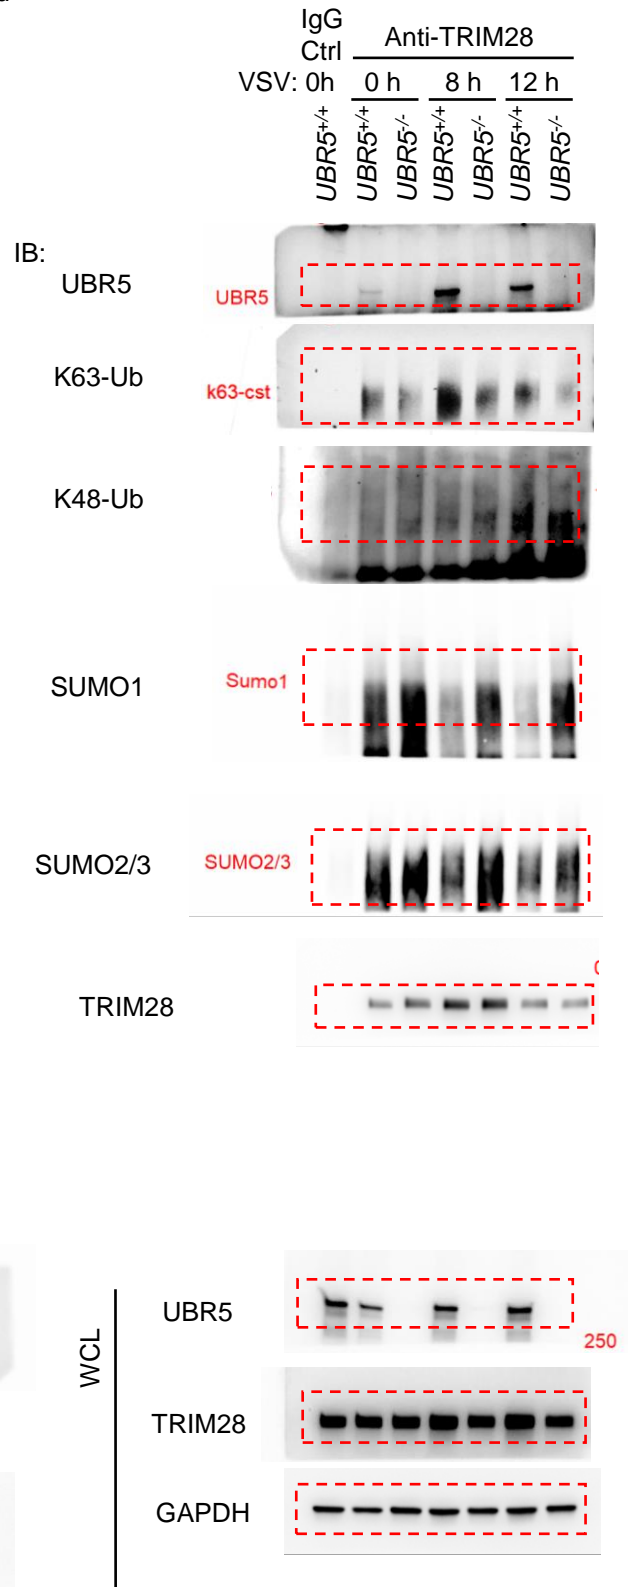 IgG
Ctrl
Anti-TRIM28
VSV: 0h 0 h 8 h 12 h
UBR5+/+ UBR5+/+ UBR5-/- UBR5+/+ UBR5-/- UBR5+/+ UBR5-/-
IB:
UBR5 UBR5
K63-Ub k63-cst
K48-Ub
SUMO1 Sumo1
SUMO2/3 SUMO2/3
TRIM28
WCL
UBR5
250
TRIM28
GAPDH